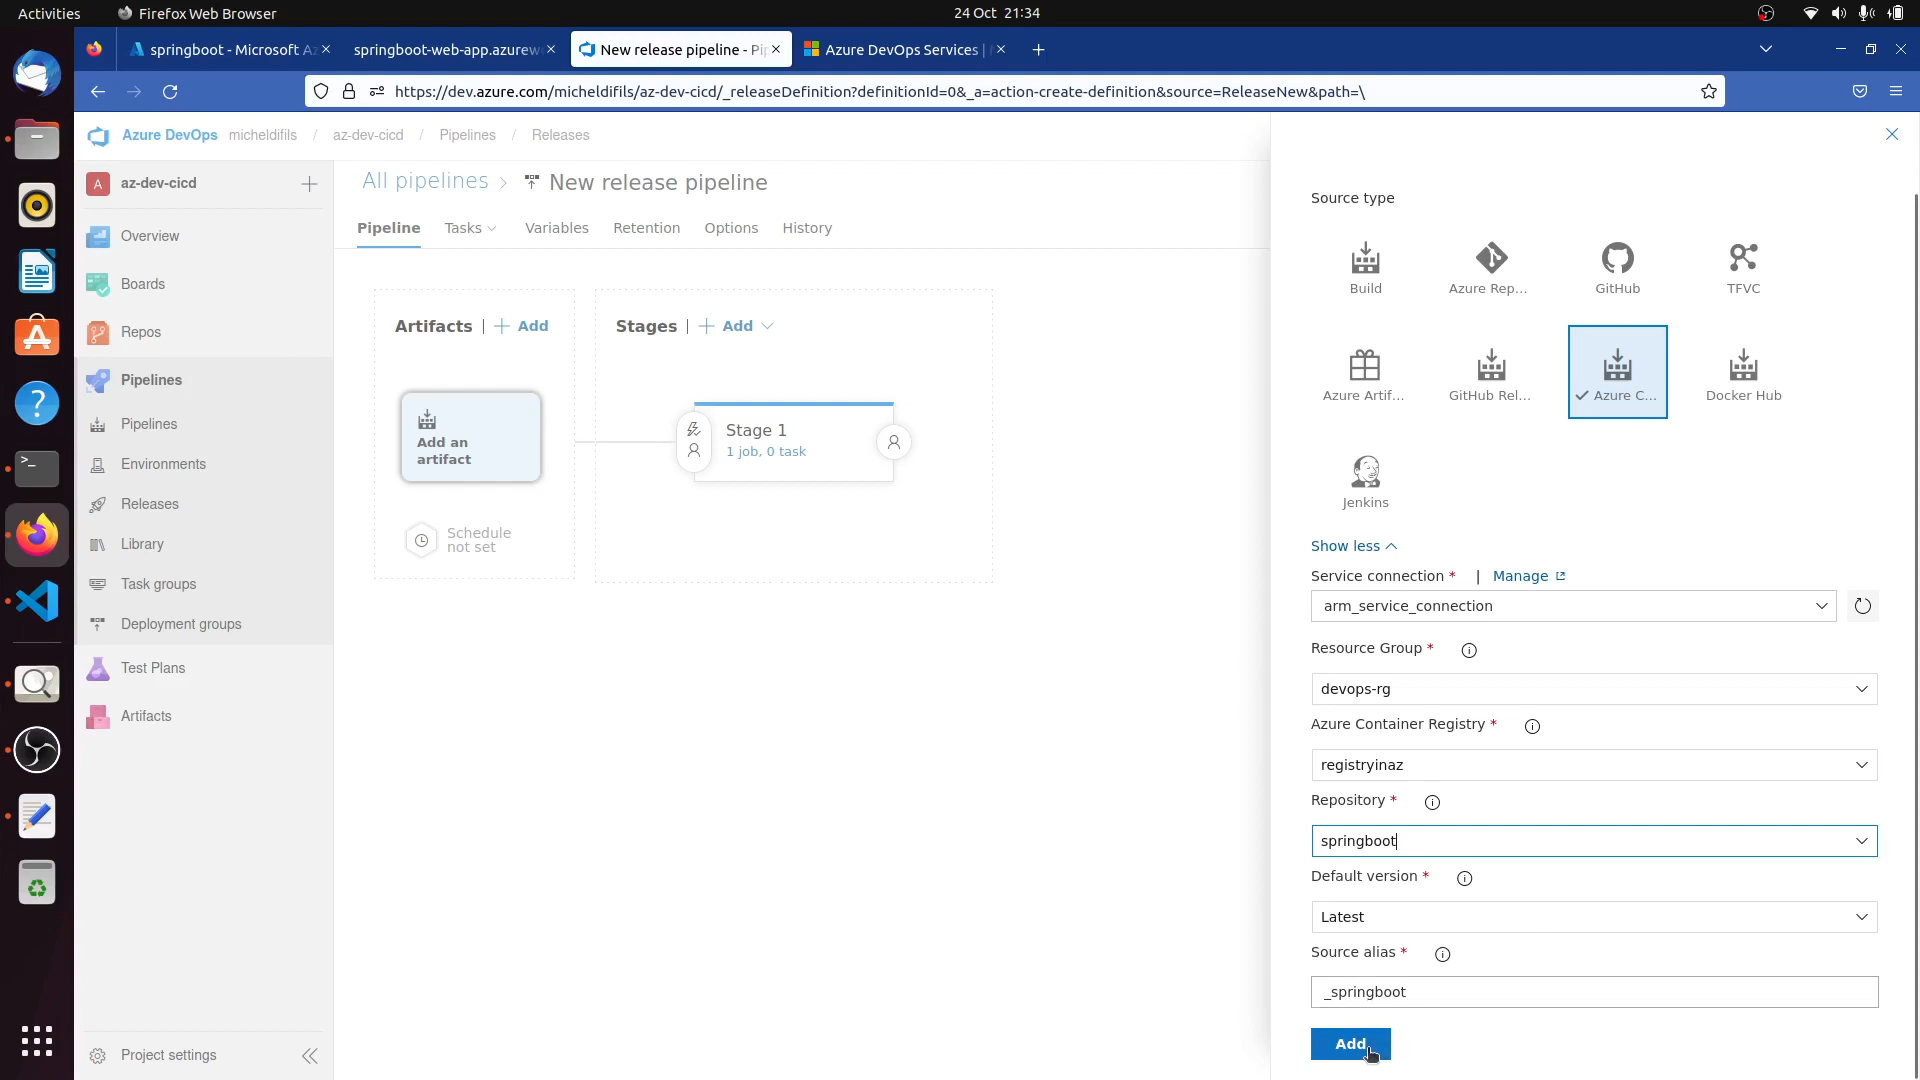 Activities
Firefox Web Browser
24 Oct 21:34
springboot - Microsoft Az
springboot-web-app.azurew
New release pipeline - Pip
Azure DevOps Services |
https://dev.azure.com/micheldifils/az-dev-cicd/_releaseDefinition?definitionId=0&_a=action-create-definition&source=ReleaseNew&path=\
Azure DevOps micheldifils / az-dev-cicd / Pipelines / Releases
A az-dev-cicd
Overview
Boards
Repos
Pipelines
Pipelines
Environments
Releases
Library
Task groups
Deployment groups
Test Plans
Artifacts
Project settings
All pipelines > New release pipeline
Pipeline Tasks Variables Retention Options History
Artifacts | + Add
Stages | + Add
Add an
artifact
Stage 1
1 job, 0 task
Schedule
not set
Source type
Build
Azure Rep...
GitHub
TFVC
Azure Artif...
GitHub Rel...
Azure C...
Docker Hub
Jenkins
Show less
Service connection * | Manage
arm_service_connection
Resource Group *
devops-rg
Azure Container Registry *
registryinaz
Repository *
springboot
Default version *
Latest
Source alias *
_springboot
Add